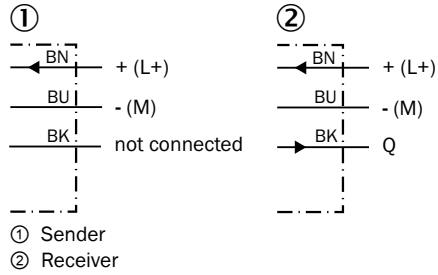 ① ②
BN + (L+) BN + (L+)
BU - (M) BU - (M)
BK not connected BK Q
① Sender
② Receiver